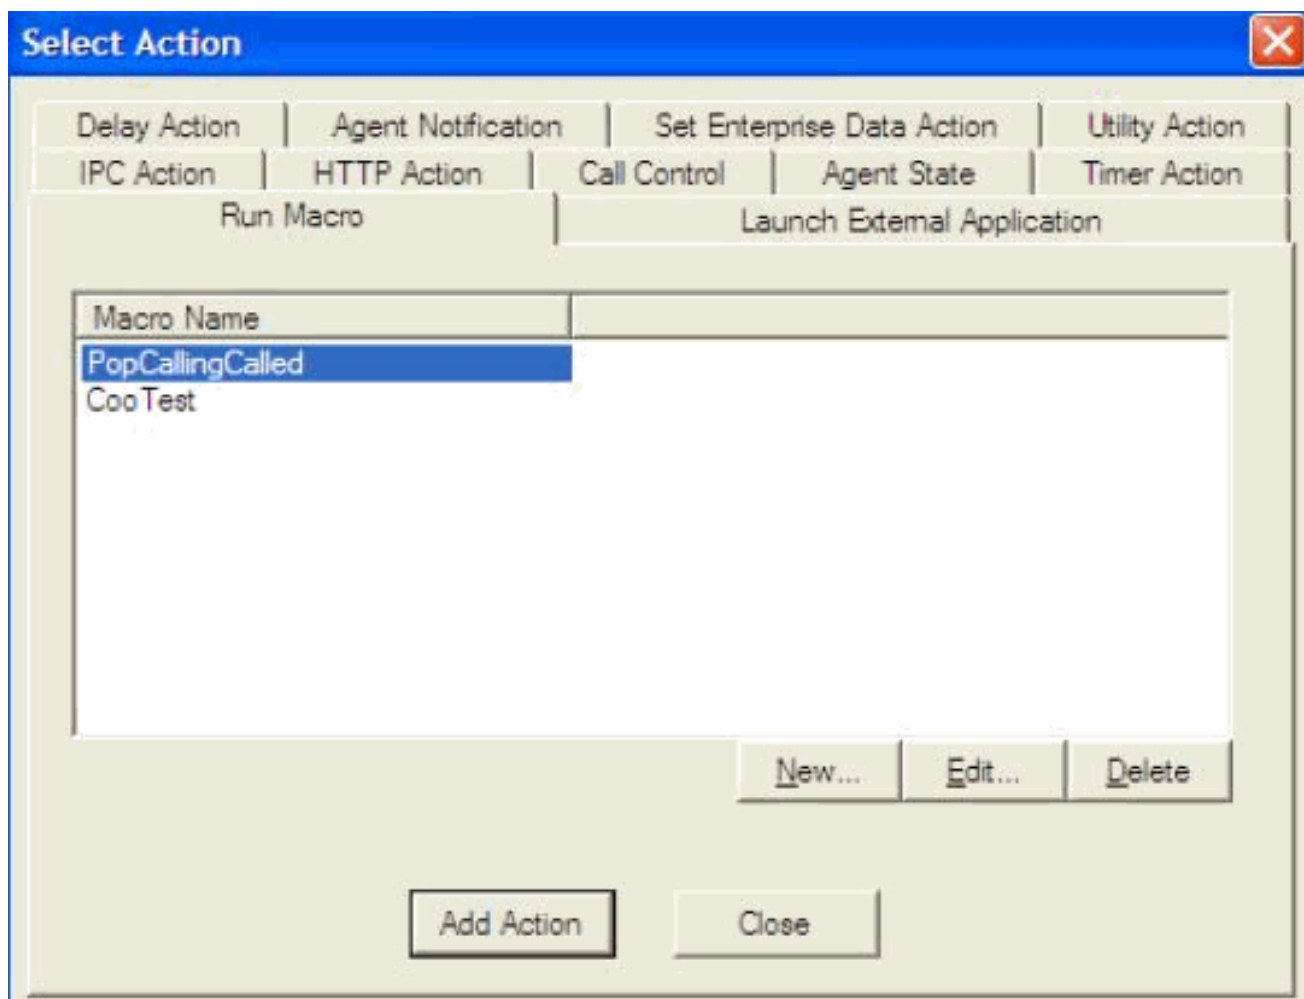 Select Action
Delay Action Agent Notification Set Enterprise Data Action Utility Action
IPC Action HTTP Action Call Control Agent State Timer Action
Run Macro Launch External Application
Macro Name
PopCallingCalled
CooTest
New... Edit... Delete
Add Action Close